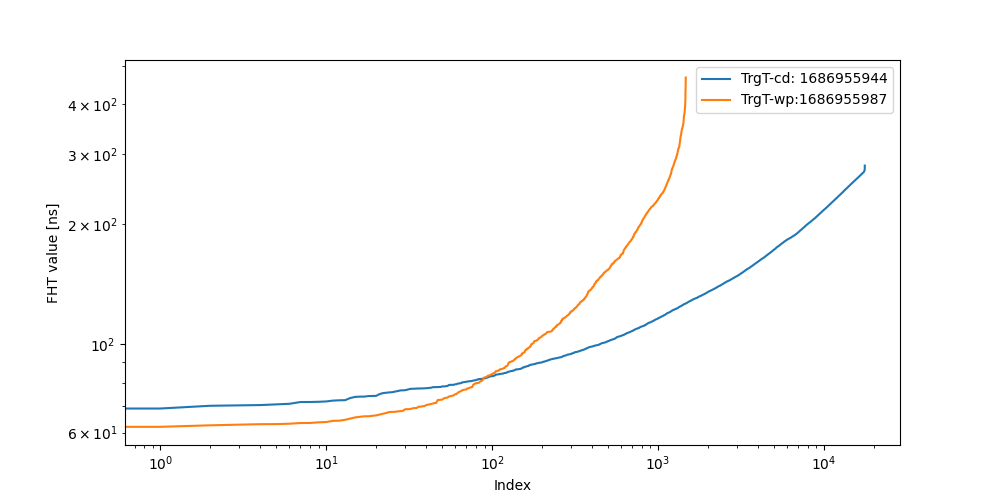 TrgT-cd: 1686955944
TrgT-wp:1686955987
4 × 10²
3 × 10²
2 × 10²
10²
6 × 10¹
FHT value [ns]
10⁰ 10¹ 10² 10³ 10⁴
Index